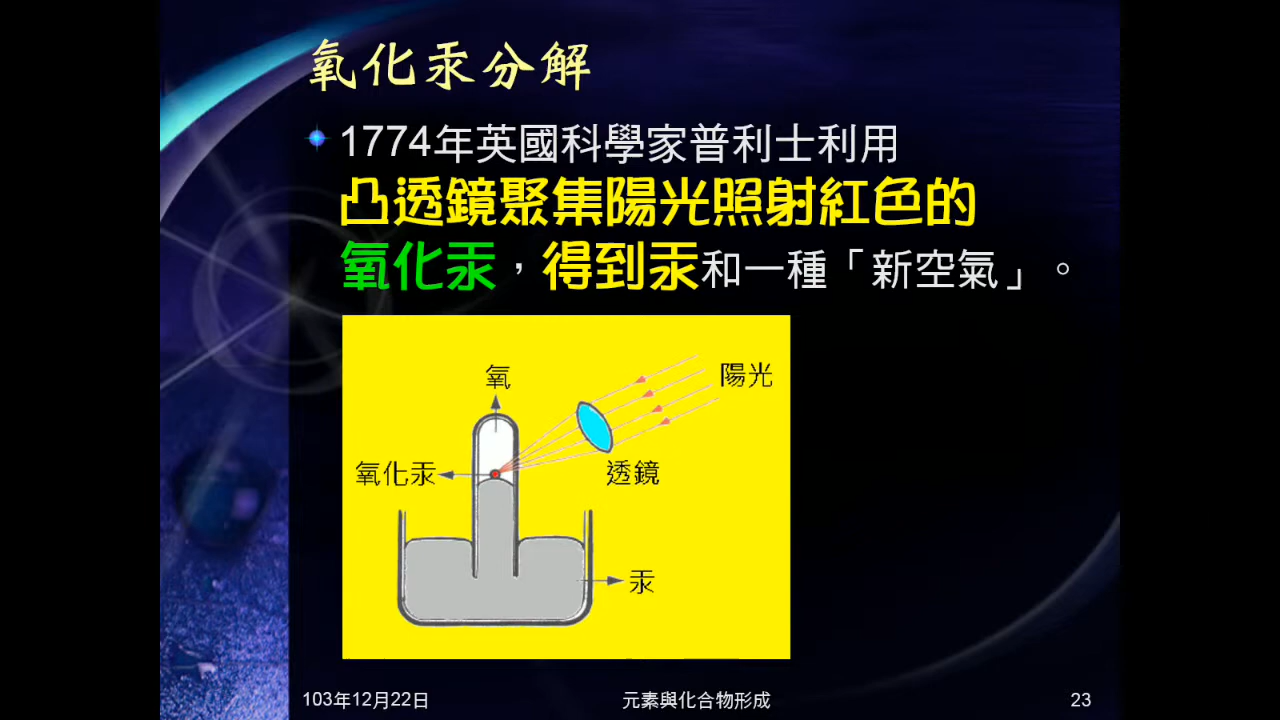 氧化汞分解
1774年英國科學家普利士利用
凸透鏡聚集陽光照射紅色的
氧化汞，得到汞和一種「新空氣」。
氧
陽光
氧化汞
透鏡
汞
103年12月22日
元素與化合物形成
23